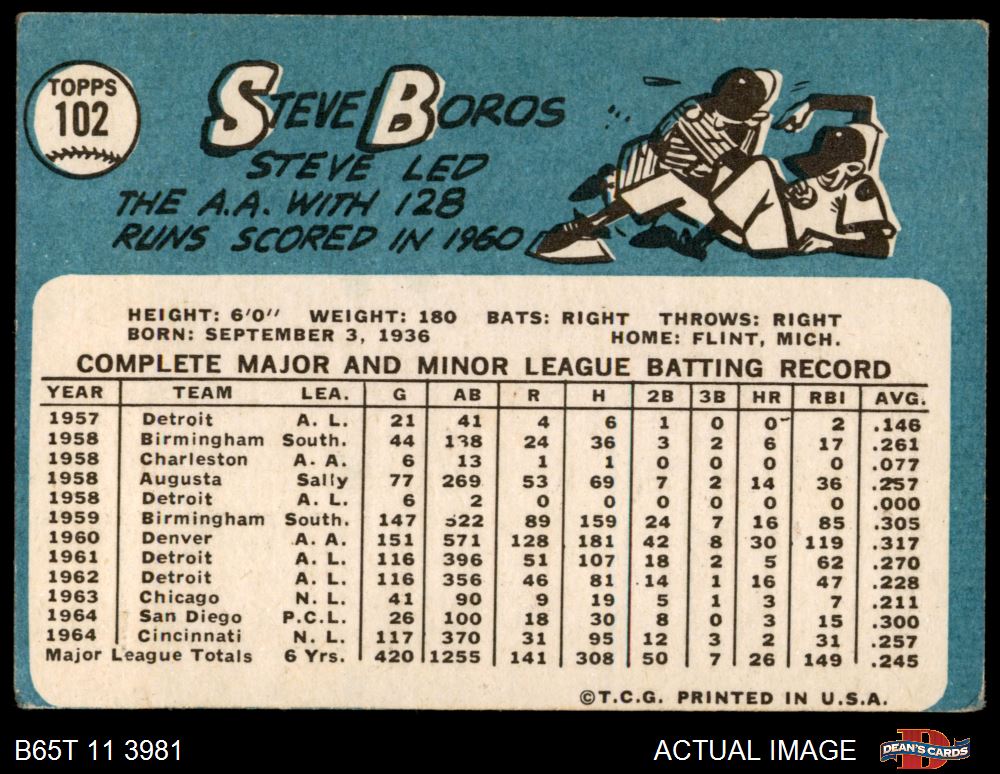 TOPPS
102
STEVE BOROS
STEVE LED
THE A.A. WITH 128
RUNS SCORED IN 1960
HEIGHT: 6'0" WEIGHT: 180 BATS: RIGHT THROWS: RIGHT
BORN: SEPTEMBER 3, 1936 HOME: FLINT, MICH.
COMPLETE MAJOR AND MINOR LEAGUE BATTING RECORD
YEAR TEAM LEA. G AB R H 2B 3B HR RBI AVG.
1957 Detroit A. L. 21 41 4 6 1 0 0 2 .146
1958 Birmingham South. 44 138 24 36 3 2 6 17 .261
1958 Charleston A. A. 6 13 1 1 0 0 0 0 .077
1958 Augusta Sally 77 269 53 69 7 2 14 36 .257
1958 Detroit A. L. 6 2 0 0 0 0 0 0 .000
1959 Birmingham South. 147 522 89 159 24 7 16 85 .305
1960 Denver A. A. 151 571 128 181 42 8 30 119 .317
1961 Detroit A. L. 116 396 51 107 18 2 5 62 .270
1962 Detroit A. L. 116 356 46 81 14 1 16 47 .228
1963 Chicago N. L. 41 90 9 19 5 1 3 7 .211
1964 San Diego P.C.L. 26 100 18 30 8 0 3 15 .300
1964 Cincinnati N. L. 117 370 31 95 12 3 2 31 .257
Major League Totals 6 Yrs. 420 1255 141 308 50 7 26 149 .245
©T.C.G. PRINTED IN U.S.A.
B65T 11 3981 ACTUAL IMAGE DEAN'S CARDS